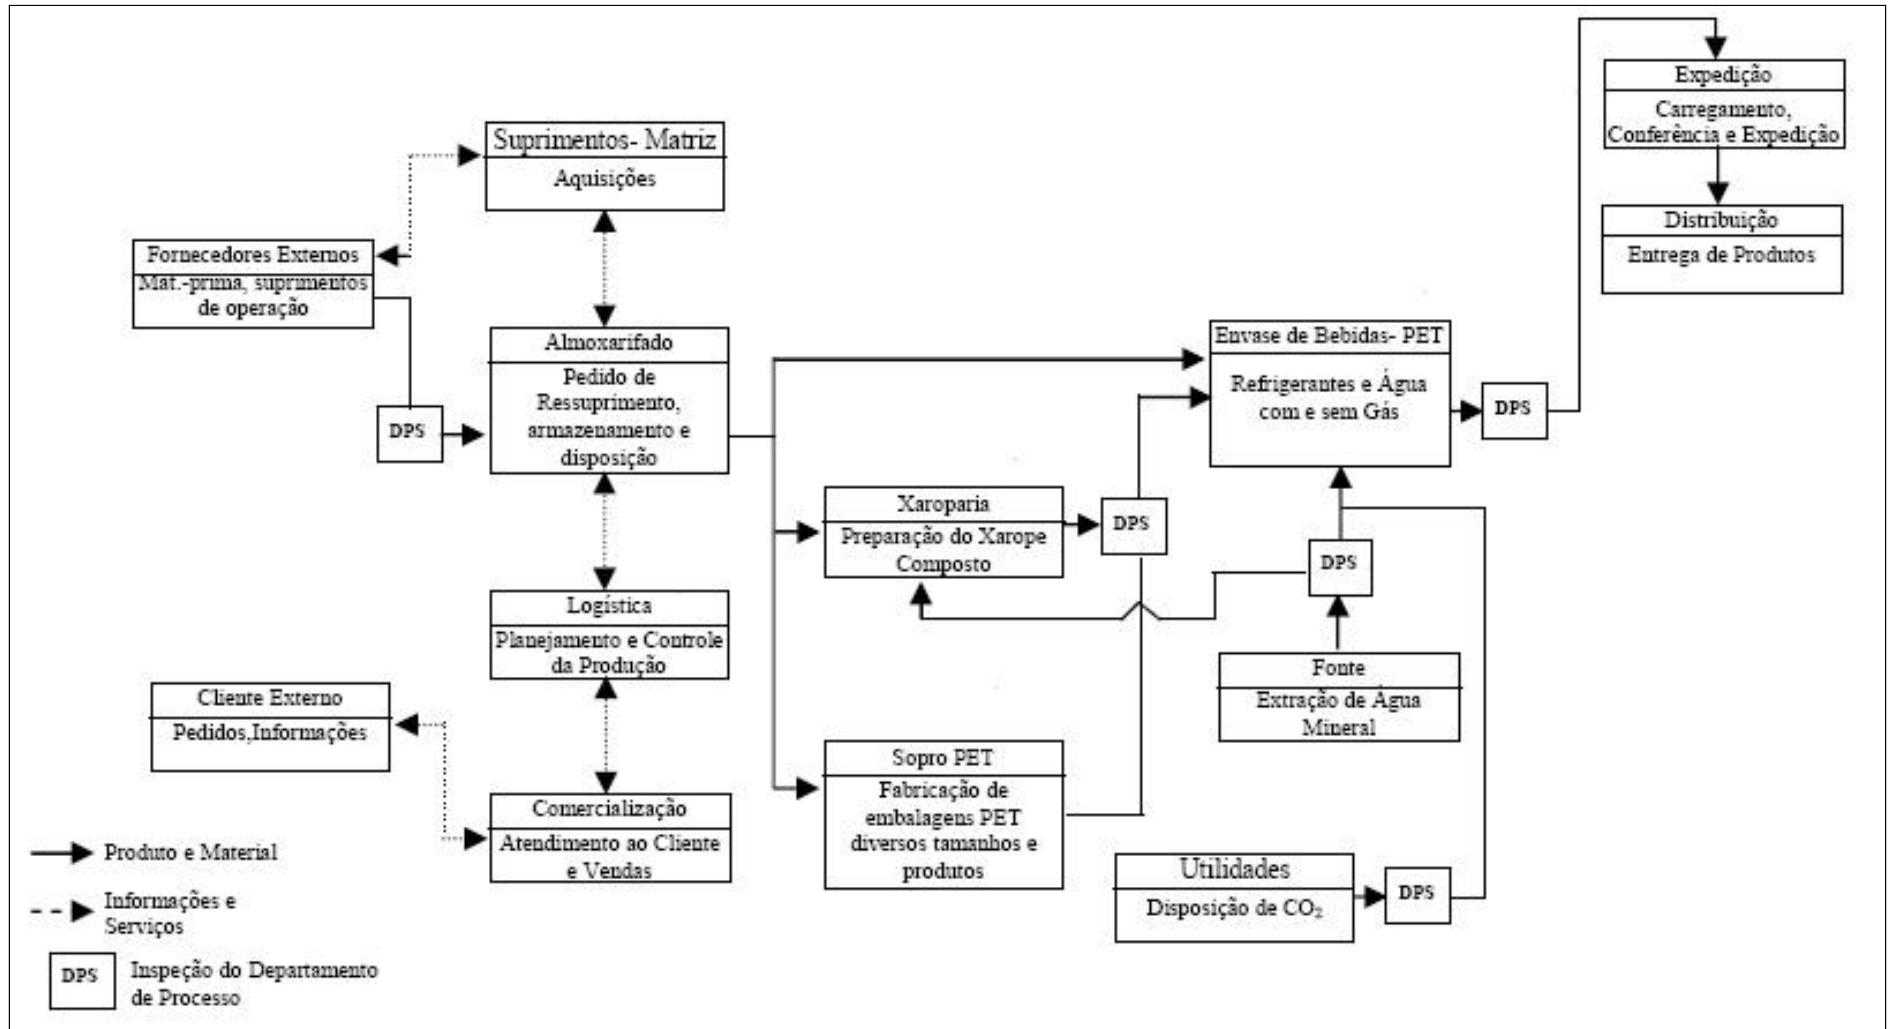 Expedição
Carregamento,
Conferência e Expedição
Suprimentos- Matriz
Aquisições
Distribuição
Entrega de Produtos
Fornecedores Externos
Mat.-prima, suprimentos
de operação
Almoxarifado
Pedido de
Ressuprimento,
armazenamento e
disposição
Envase de Bebidas- PET
Refrigerantes e Água
com e sem Gás
DPS
DPS
Xaroparia
Preparação do Xarope
Composto
DPS
DPS
Logística
Planejamento e Controle
da Produção
Fonte
Extração de Água
Mineral
Cliente Externo
Pedidos,Informações
Sopro PET
Fabricação de
embalagens PET
diversos tamanhos e
produtos
Comercialização
Atendimento ao Cliente
e Vendas
Utilidades
Disposição de CO₂
DPS
Produto e Material
Informações e
Serviços
DPS
Inspeção do Departamento
de Processo